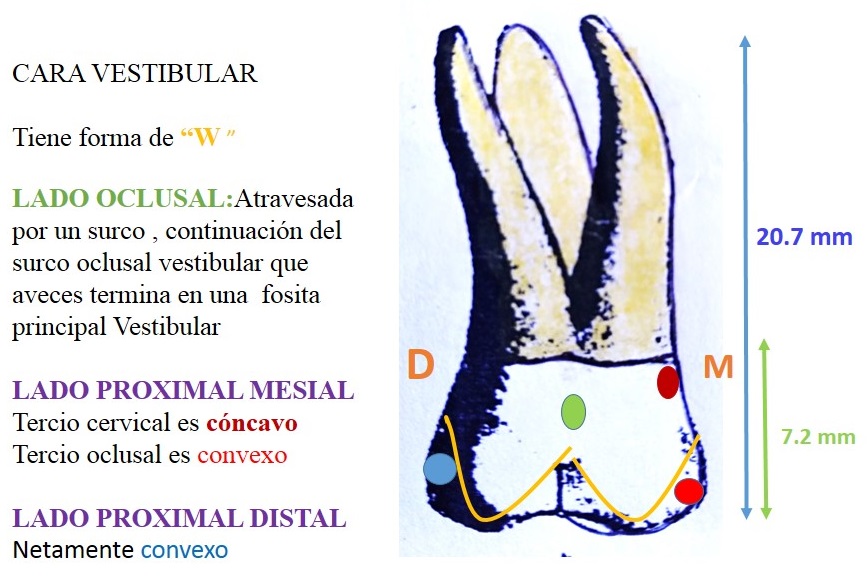 CARA VESTIBULAR
Tiene forma de “W ”
LADO OCLUSAL:Atravesada
por un surco , continuación del
surco oclusal vestibular que
aveces termina en una fosita
principal Vestibular
LADO PROXIMAL MESIAL
Tercio cervical es cóncavo
Tercio oclusal es convexo
LADO PROXIMAL DISTAL
Netamente convexo
D
M
20.7 mm
7.2 mm